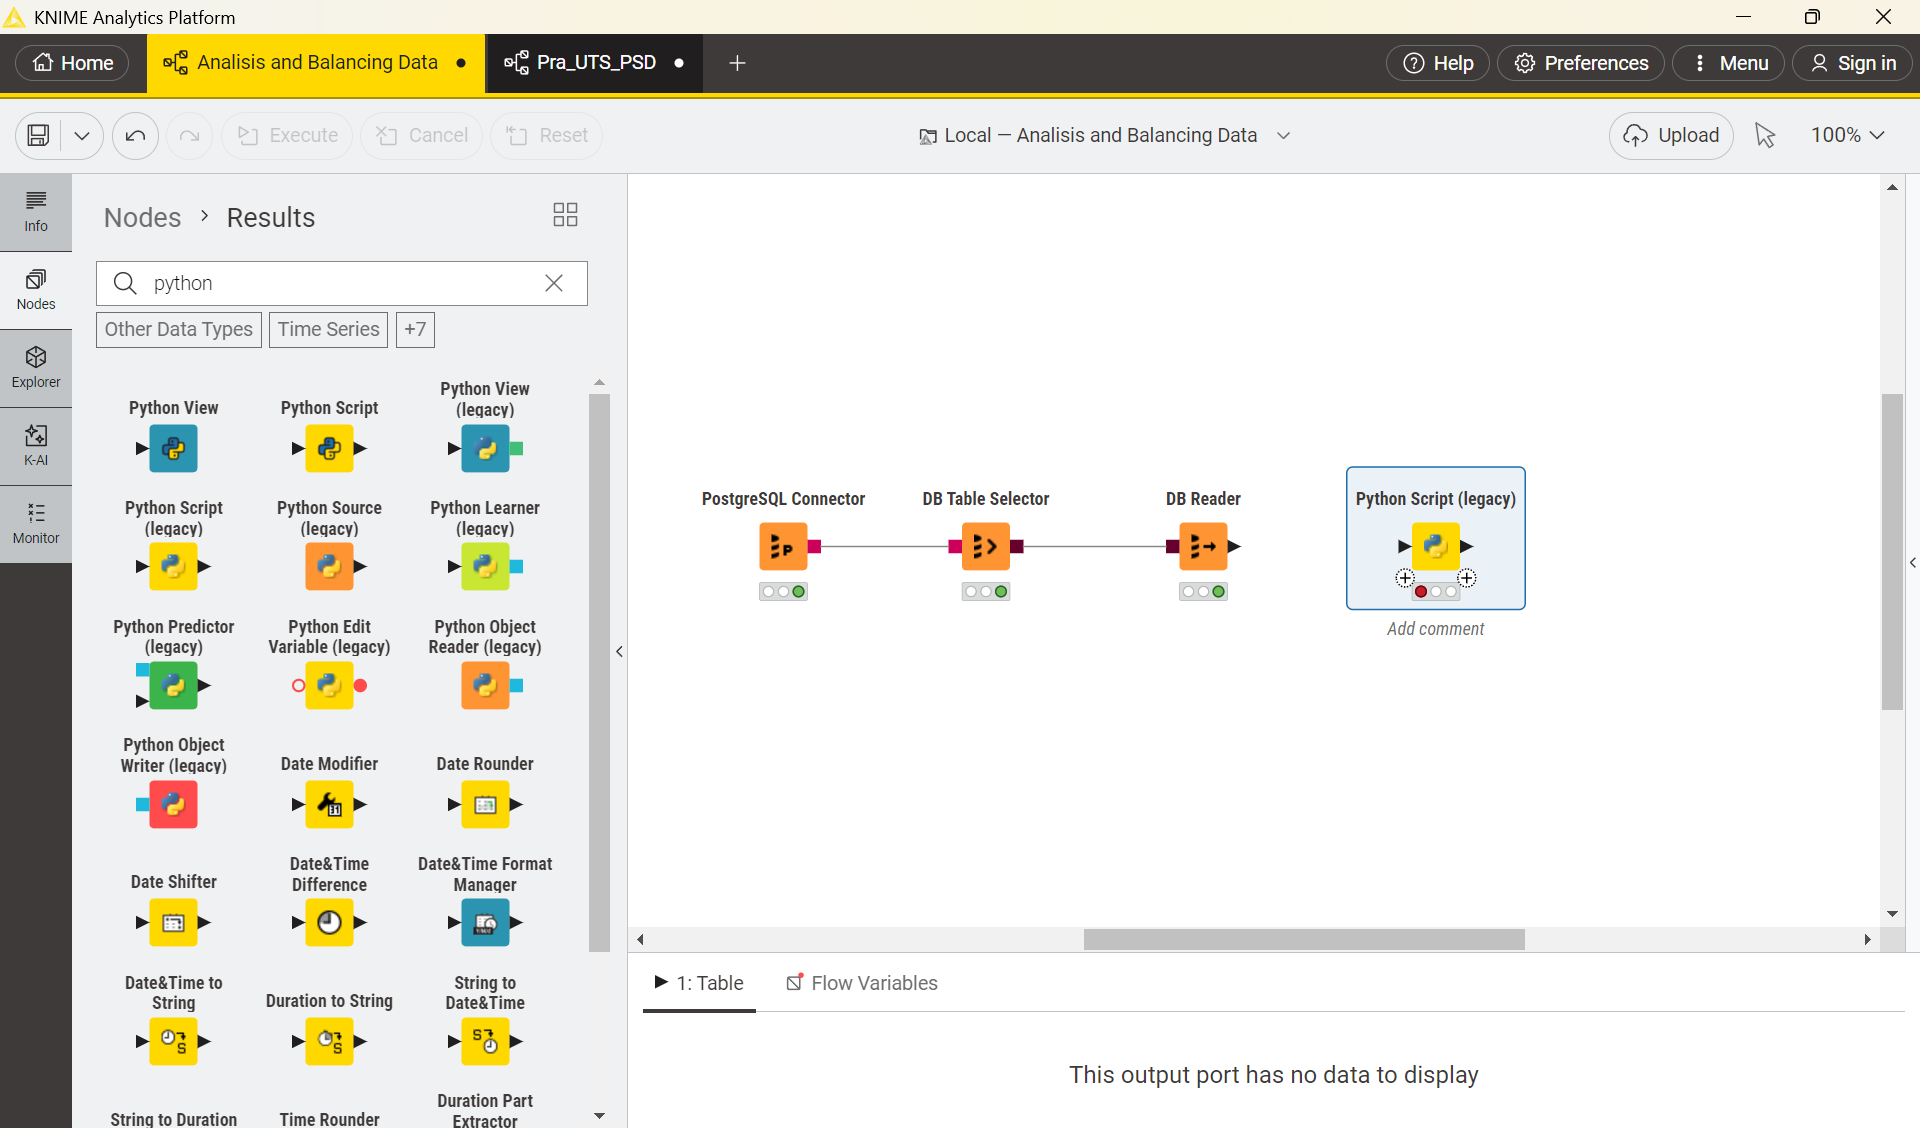 KNIME Analytics Platform
Home
Analisis and Balancing Data
Pra_UTS_PSD
Help
Preferences
Menu
Sign in
Execute
Cancel
Reset
Local — Analisis and Balancing Data
Upload
100%
Info
Nodes
Explorer
K-AI
Monitor
Nodes > Results
python
Other Data Types
Time Series
+7
Python View
Python Script
Python View
(legacy)
Python Script
(legacy)
Python Source
(legacy)
Python Learner
(legacy)
Python Predictor
(legacy)
Python Edit
Variable (legacy)
Python Object
Reader (legacy)
Python Object
Writer (legacy)
Date Modifier
Date Rounder
Date Shifter
Date&Time
Difference
Date&Time Format
Manager
Date&Time to
String
Duration to String
String to
Date&Time
String to Duration
Time Rounder
Duration Part
Extractor
PostgreSQL Connector
DB Table Selector
DB Reader
Python Script (legacy)
Add comment
1: Table
Flow Variables
This output port has no data to display